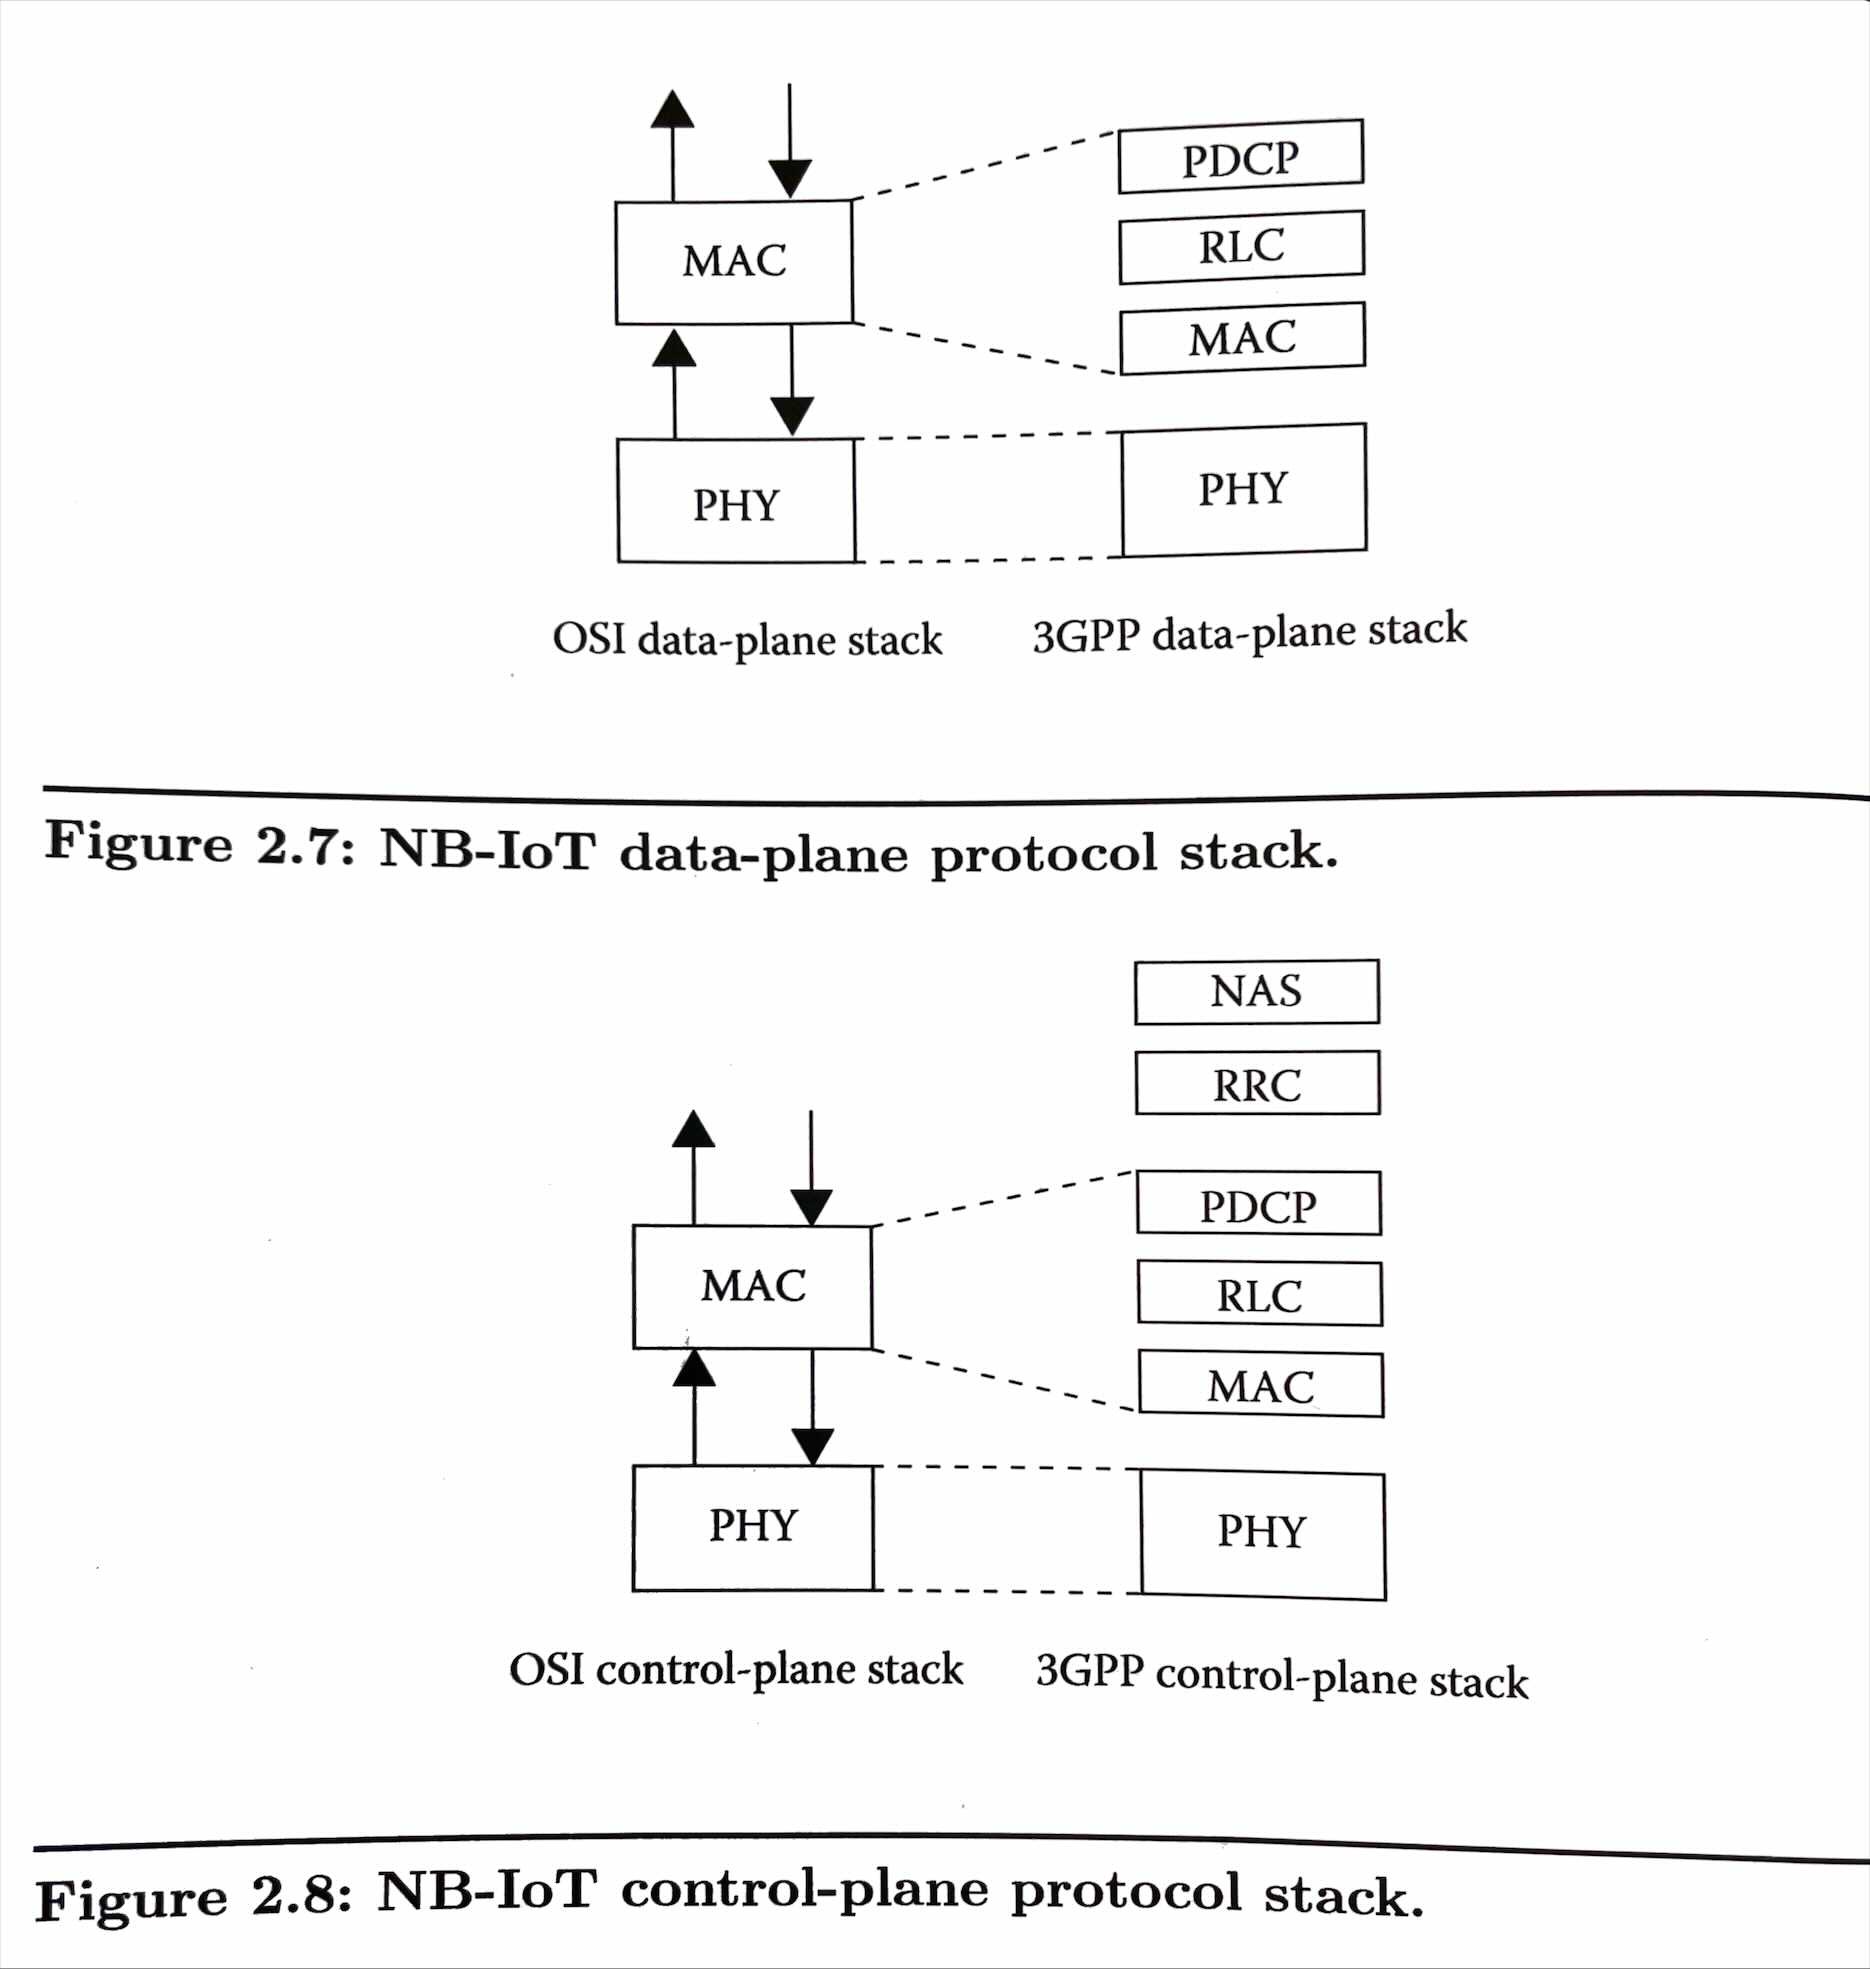 PDCP
RLC
MAC
MAC
PHY
PHY
OSI data-plane stack
3GPP data-plane stack
Figure 2.7: NB-IoT data-plane protocol stack.
NAS
RRC
PDCP
MAC
RLC
MAC
PHY
PHY
OSI control-plane stack
3GPP control-plane stack
Figure 2.8: NB-IoT control-plane protocol stack.